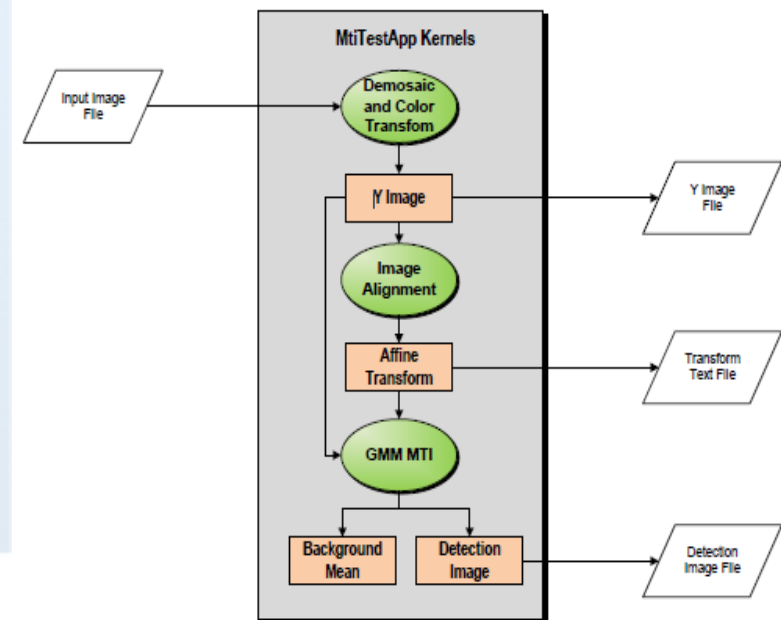 MtiTestApp Kernels
Input Image
File
Demosaic
and Color
Transfom
Y Image
Y Image
File
Image
Alignment
Affine
Transform
Transform
Text File
GMM MTI
Background
Mean
Detection
Image
Detection
Image File